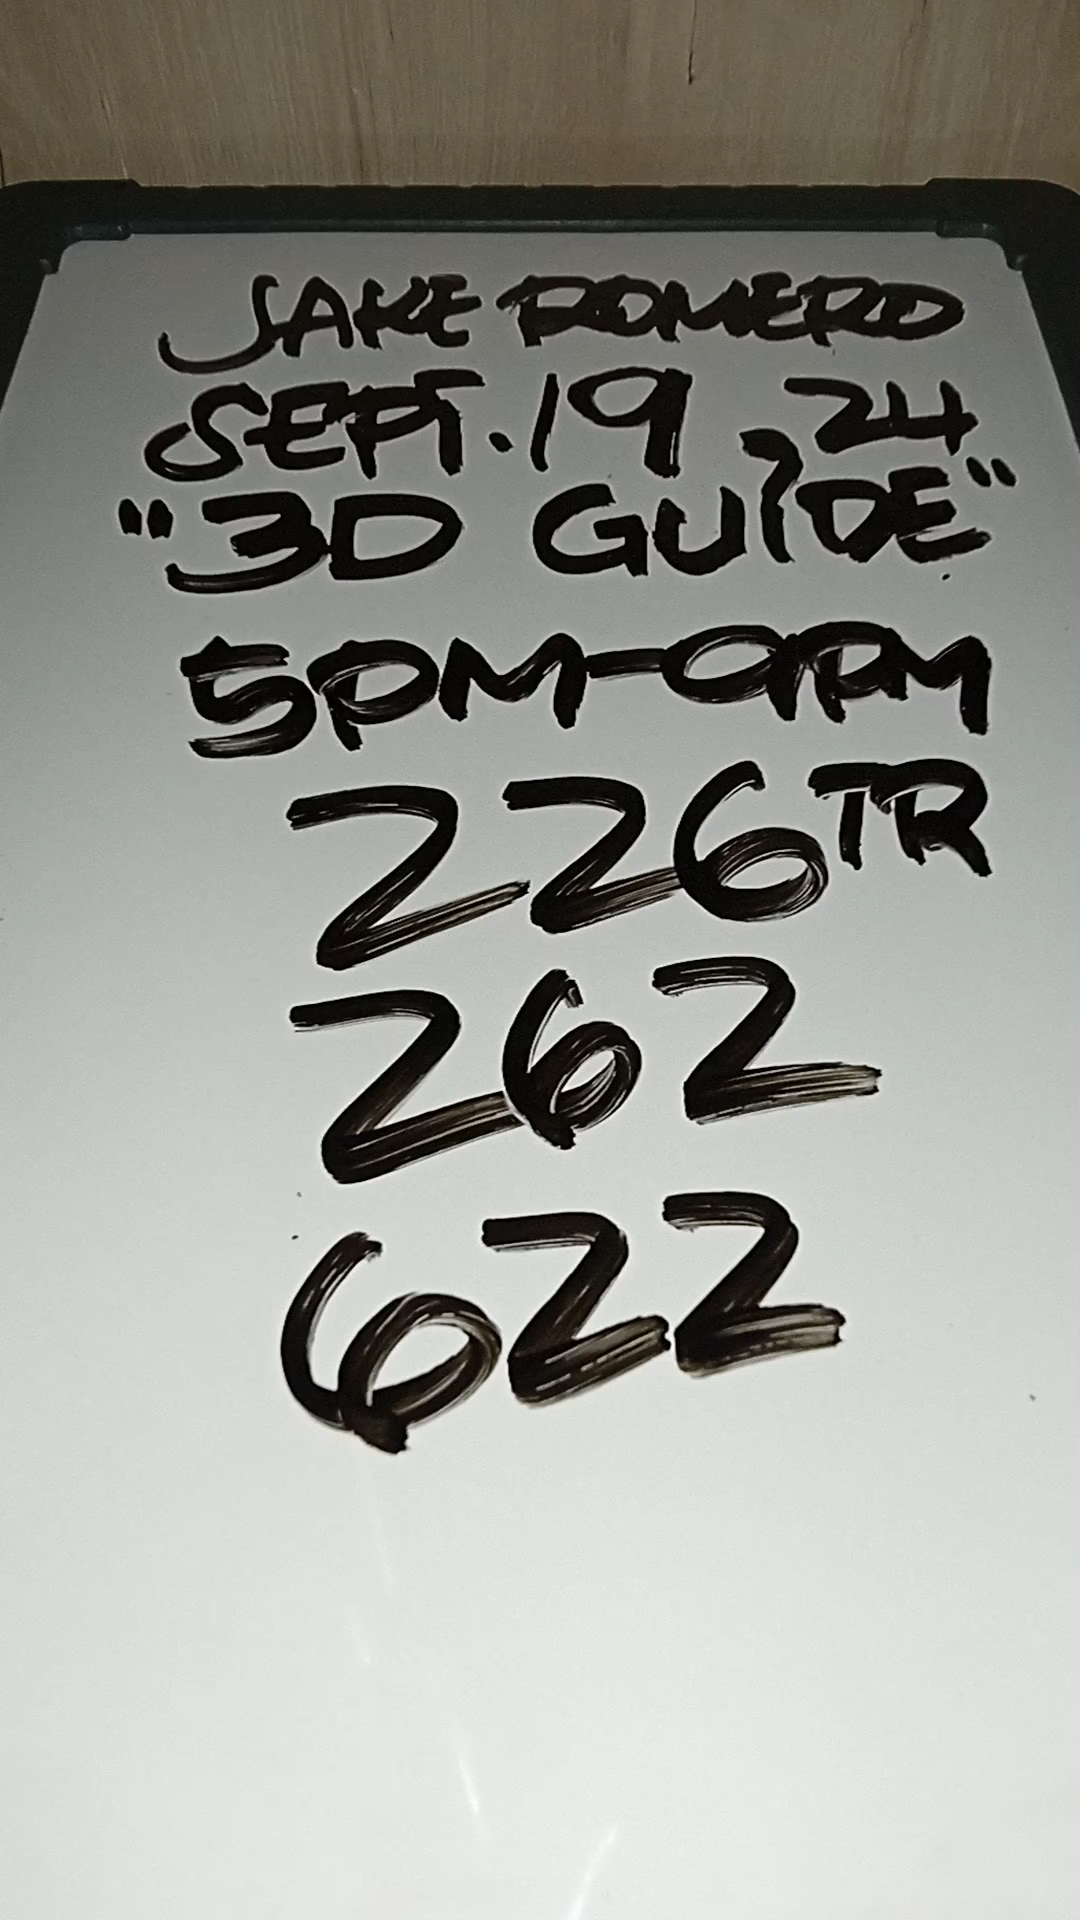 JAKE ROMERO
SEPT. 19, 24
"3D GUIDE"
5PM-9PM
226TR
262
622